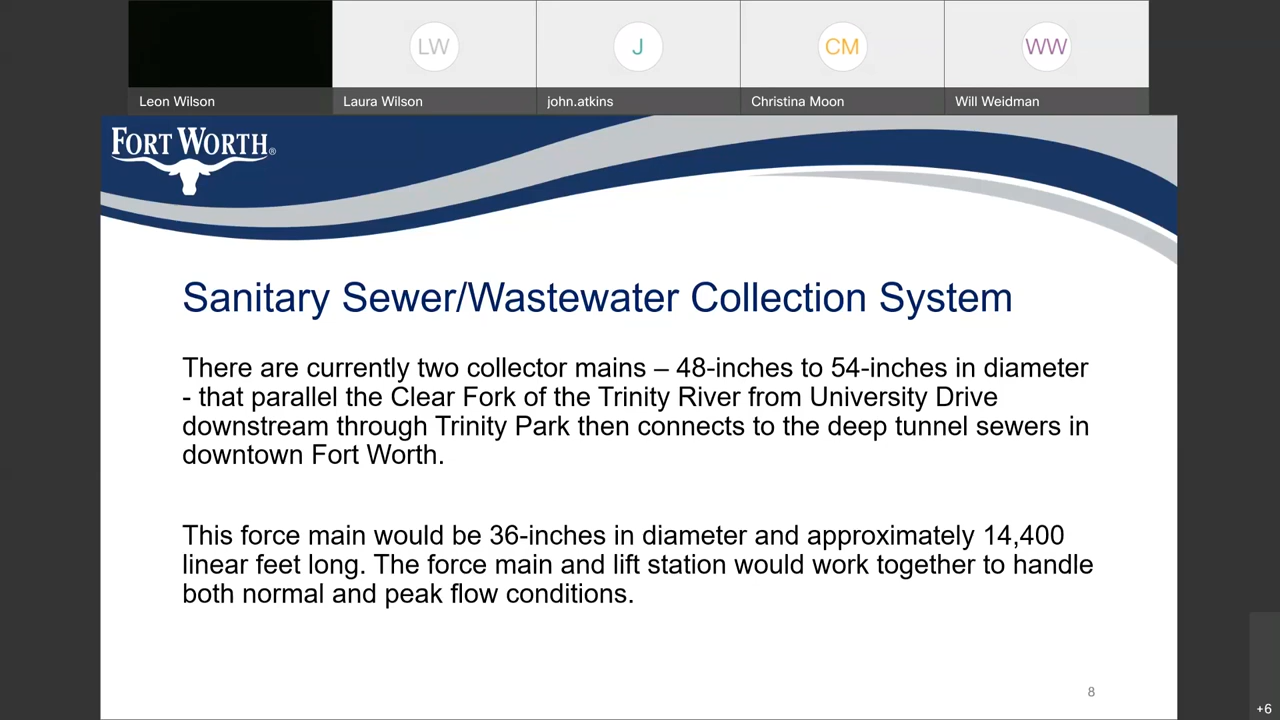 LW
J
CM
WW
Leon Wilson
Laura Wilson
john.atkins
Christina Moon
Will Weidman
FORT WORTH®
Sanitary Sewer/Wastewater Collection System
There are currently two collector mains – 48-inches to 54-inches in diameter
- that parallel the Clear Fork of the Trinity River from University Drive
downstream through Trinity Park then connects to the deep tunnel sewers in
downtown Fort Worth.
This force main would be 36-inches in diameter and approximately 14,400
linear feet long. The force main and lift station would work together to handle
both normal and peak flow conditions.
8
+6